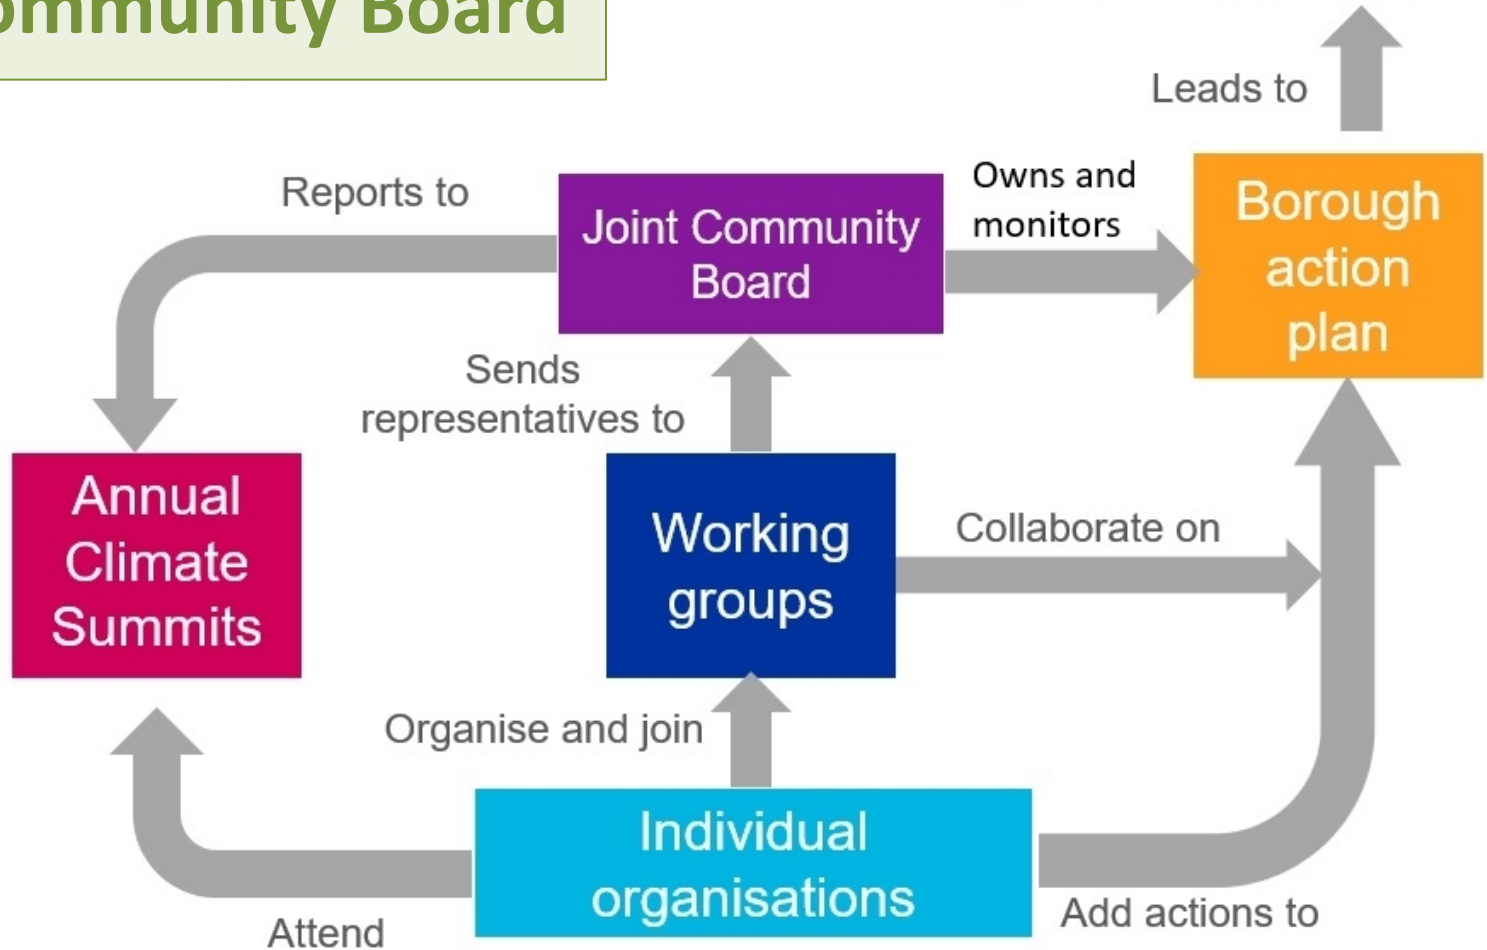 Board
Leads to
Reports to
Joint Community
Board
Owns and
monitors
Borough
action
plan
Sends
representatives to
Annual
Climate
Summits
Working
groups
Collaborate on
Organise and join
Individual
organisations
Attend
Add actions to